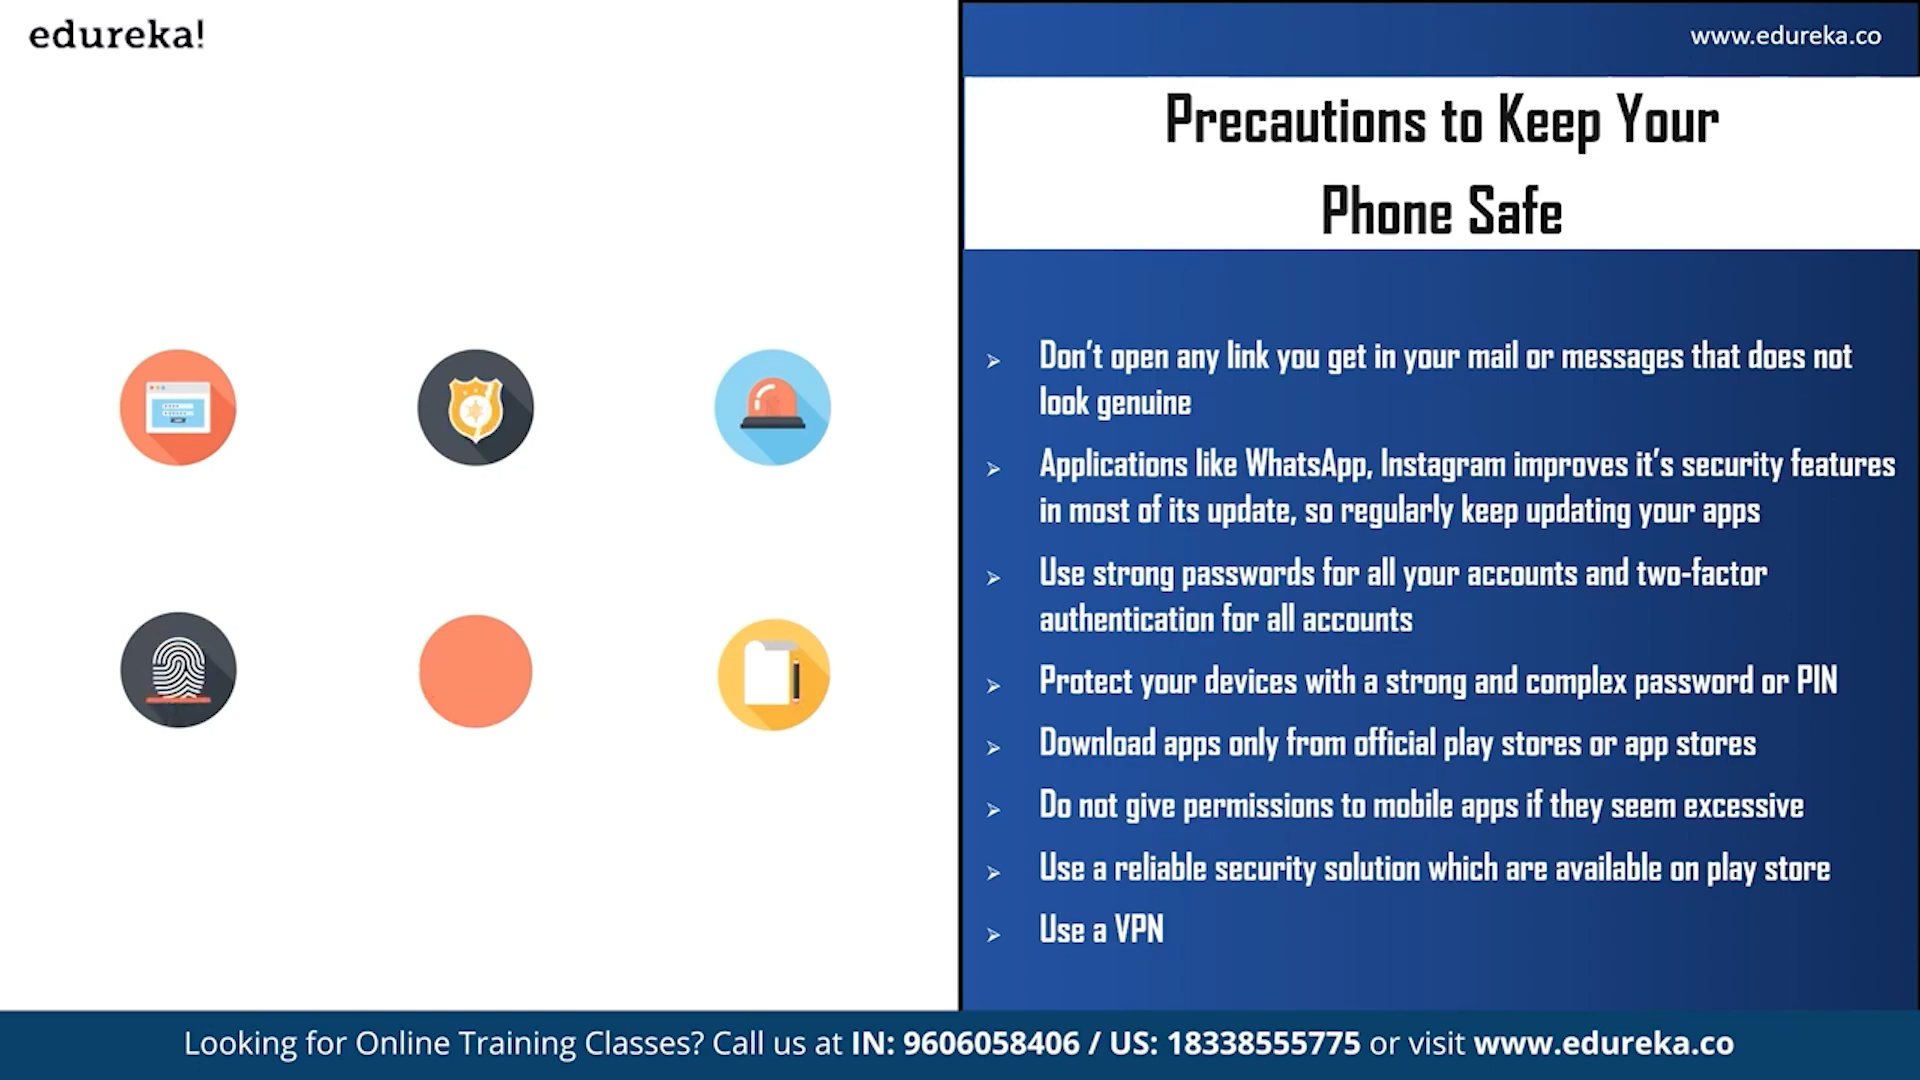 edureka!
www.edureka.co
Precautions to Keep Your
Phone Safe
Don't open any link you get in your mail or messages that does not
look genuine
Applications like WhatsApp, Instagram improves it's security features
in most of its update, so regularly keep updating your apps
Use strong passwords for all your accounts and two-factor
authentication for all accounts
Protect your devices with a strong and complex password or PIN
Download apps only from official play stores or app stores
Do not give permissions to mobile apps if they seem excessive
Use a reliable security solution which are available on play store
Use a VPN
Looking for Online Training Classes? Call us at IN: 9606058406 / US: 18338555775 or visit www.edureka.co